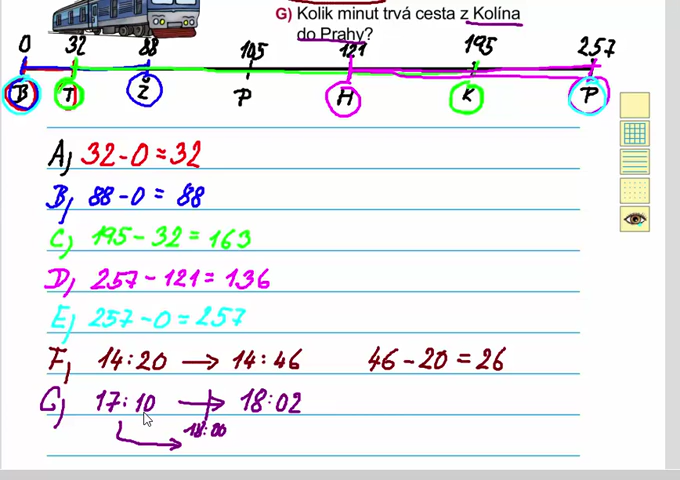 G) Kolik minut trvá cesta z Kolína
do Prahy?
0 32 88 105 121 195 257
B T Z P H K P
A) 32 - 0 = 32
B) 88 - 0 = 88
C) 195 - 32 = 163
D) 257 - 121 = 136
E) 257 - 0 = 257
F) 14:20 → 14:46 46 - 20 = 26
G) 17:10 → 18:02
18:00